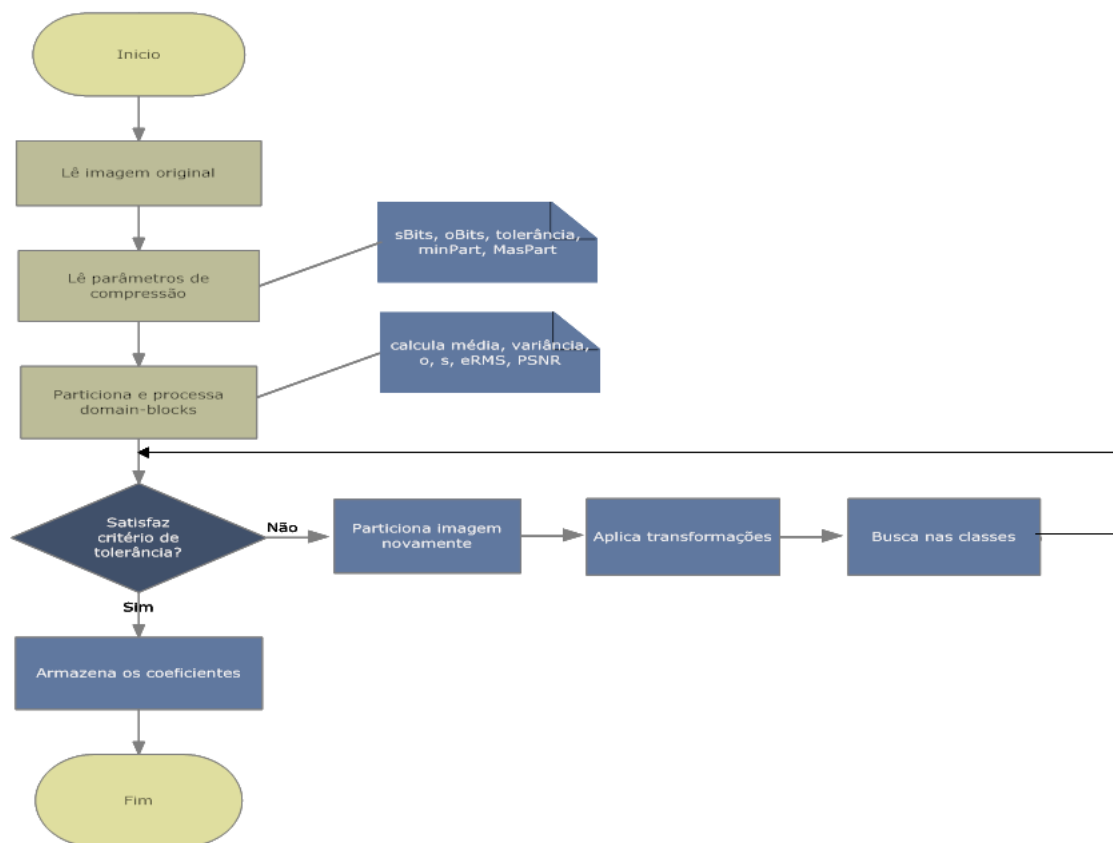 Inicio
Lê imagem original
sBits, oBits, tolerância,
minPart, MasPart
Lê parâmetros de
compressão
calcula média, variância,
o, s, eRMS, PSNR
Particiona e processa
domain-blocks
Satisfaz
critério de
tolerância?
Não
Particiona imagem
novamente
Aplica transformações
Busca nas classes
Sim
Armazena os coeficientes
Fim